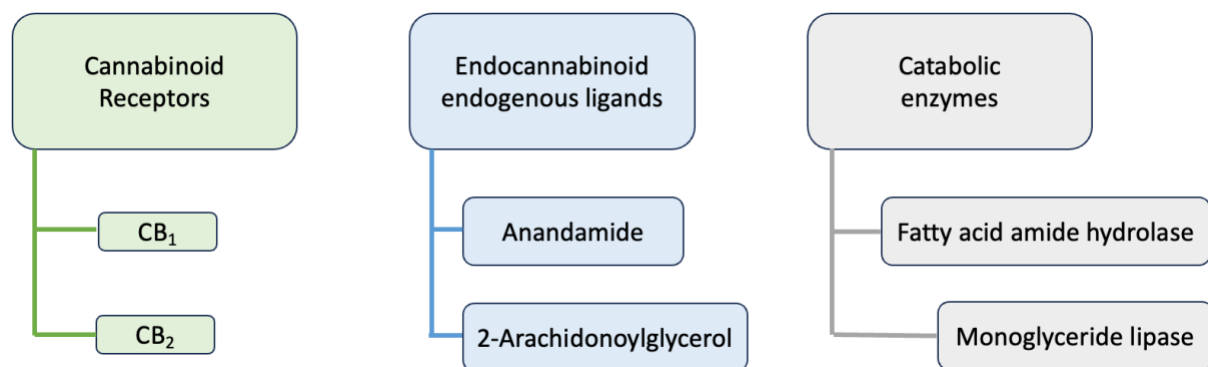 Cannabinoid
Receptors
CB₁
CB₂
Endocannabinoid
endogenous ligands
Anandamide
2-Arachidonoylglycerol
Catabolic
enzymes
Fatty acid amide hydrolase
Monoglyceride lipase